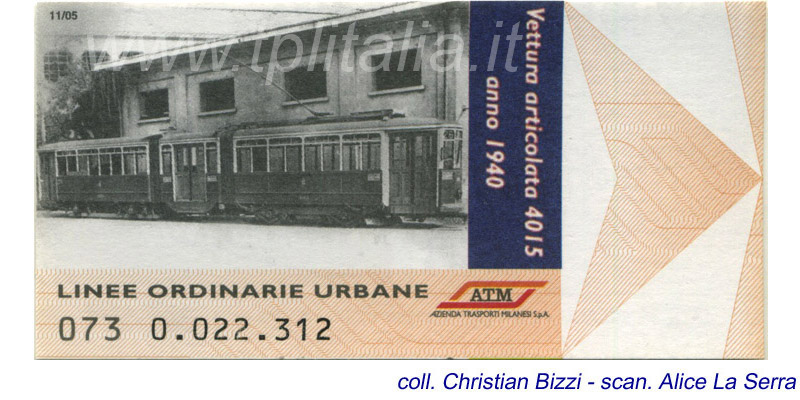 11/05
www.tplitalia.it
Vettura articolata 4015
anno 1940
LINEE ORDINARIE URBANE
ATM
AZIENDA TRASPORTI MILANESI S.p.A.
073 0.022.312
coll. Christian Bizzi - scan. Alice La Serra